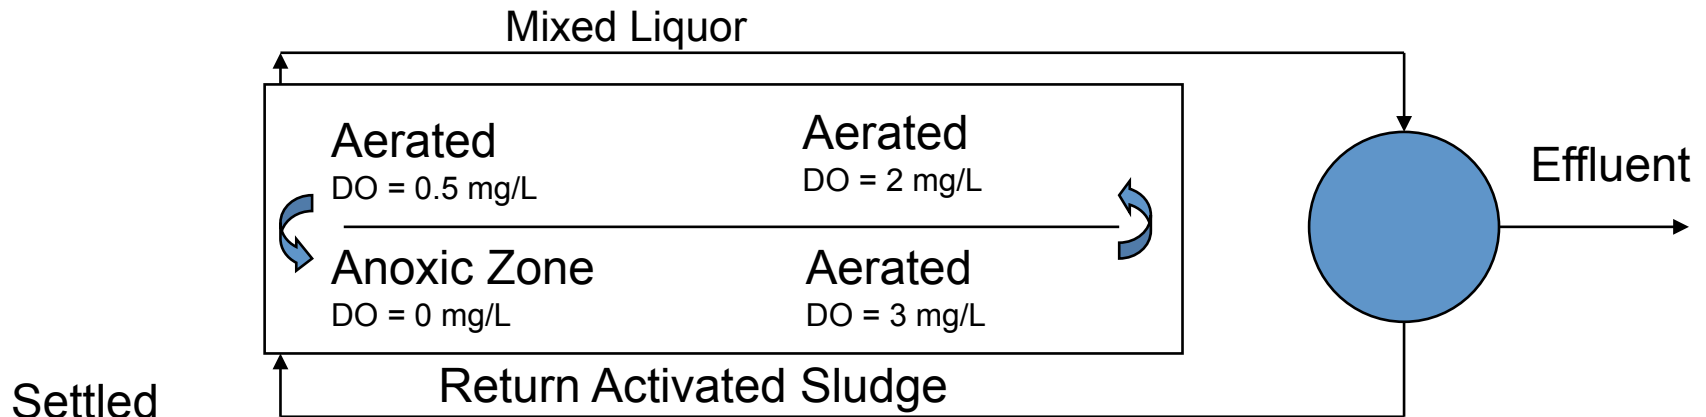 Mixed Liquor
Aerated
DO = 0.5 mg/L
Aerated
DO = 2 mg/L
Effluent
Anoxic Zone
DO = 0 mg/L
Aerated
DO = 3 mg/L
Return Activated Sludge
Settled